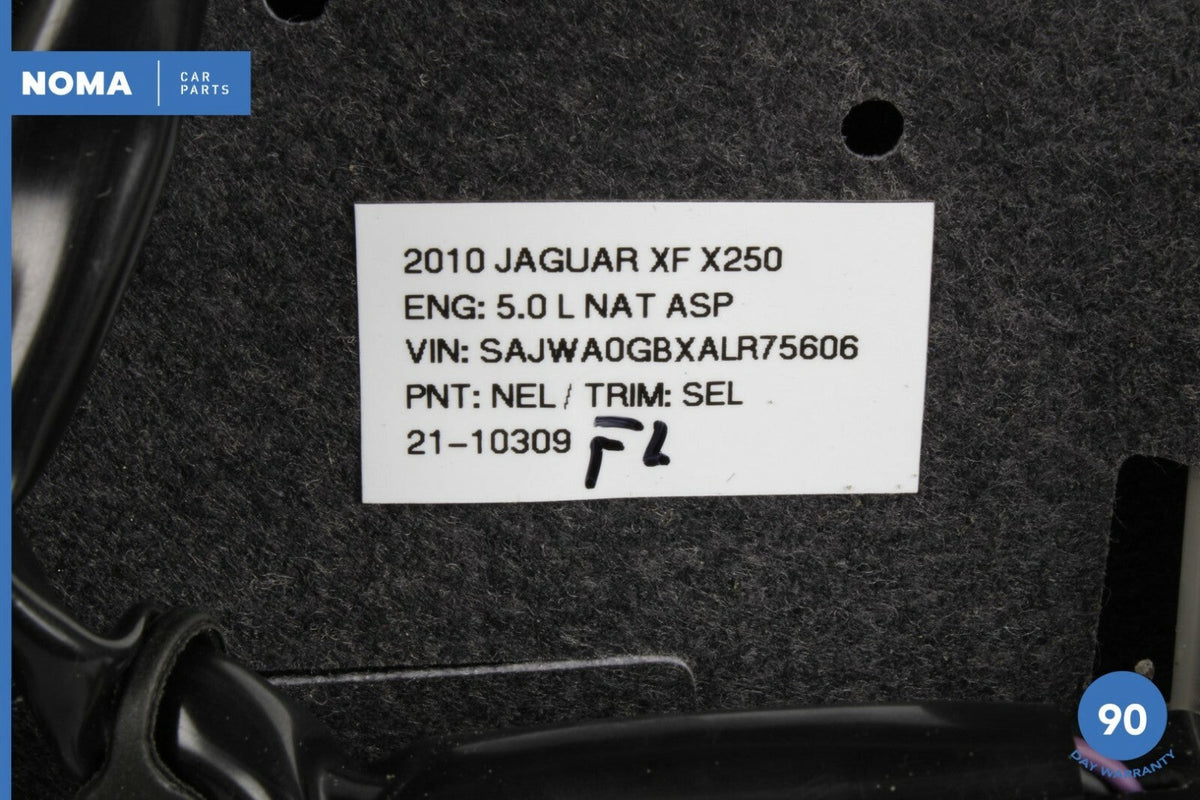 NOMA
CAR
PARTS
2010 JAGUAR XF X250
ENG: 5.0 L NAT ASP
VIN: SAJWA0GBXALR75606
PNT: NEL / TRIM: SEL
21-10309 FL
90
DAY WARRANTY